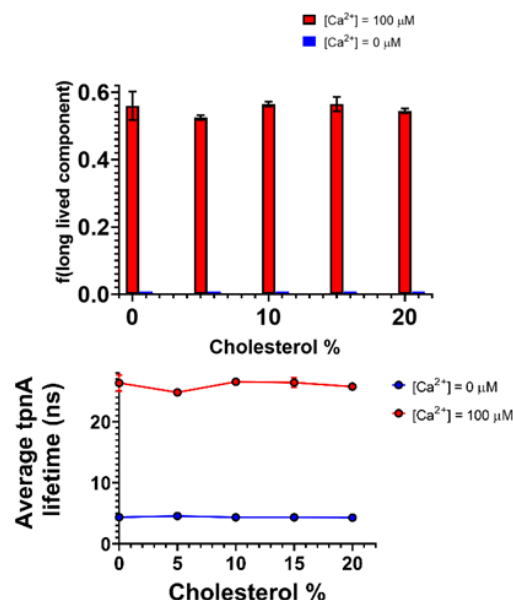 [Ca²⁺] = 100 µM
[Ca²⁺] = 0 µM
f(long lived component)
0.6
0.4
0.2
0.0
0
10
20
Cholesterol %
Average tpnA
lifetime (ns)
20
10
0
0
5
10
15
20
Cholesterol %
[Ca²⁺] = 0 µM
[Ca²⁺] = 100 µM